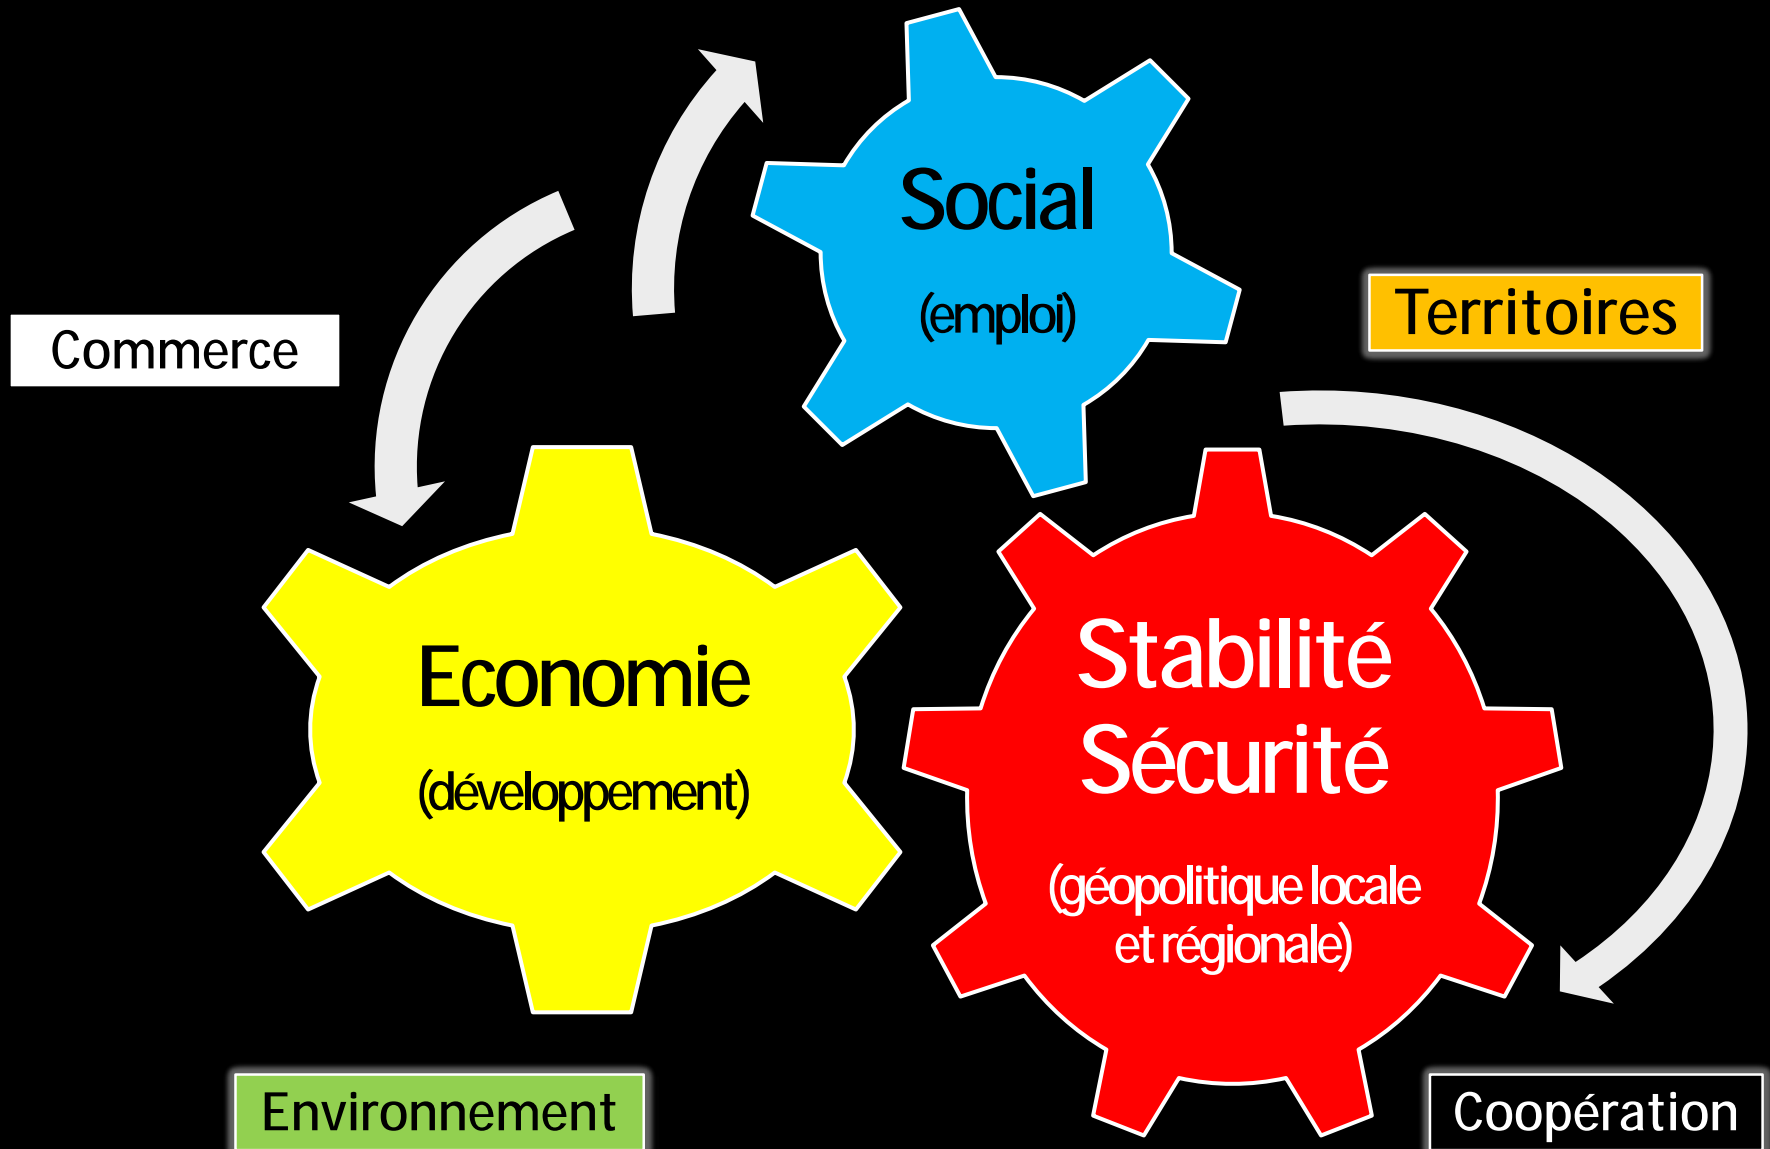 Social
(emploi)
Territoires
Commerce
Economie
(développement)
Stabilité
Sécurité
(géopolitique locale
et régionale)
Environnement
Coopération